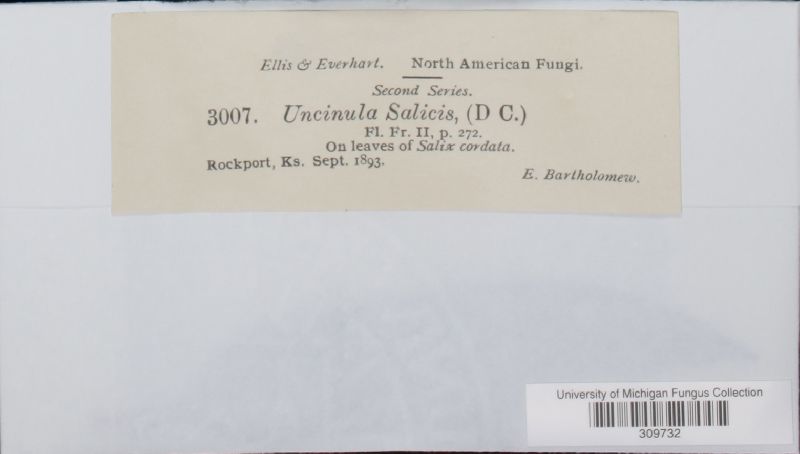 Ellis & Everhart. North American Fungi.
Second Series.
3007. Uncinula Salicis, (D C.)
Fl. Fr. II, p. 272.
On leaves of Salix cordata.
Rockport, Ks. Sept. 1893.
E. Bartholomew.
University of Michigan Fungus Collection
309732